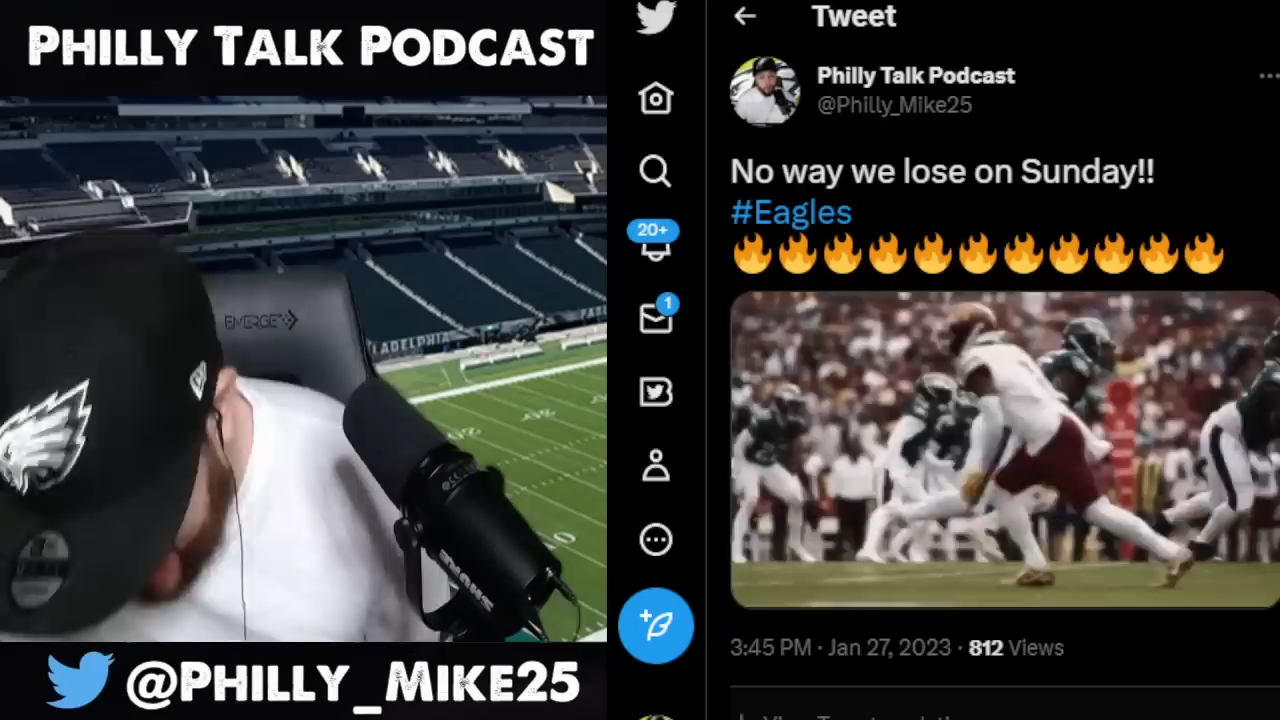 PHILLY TALK PODCAST
EMERGE
@PHILLY_MIKE25
Tweet
Philly Talk Podcast
@Philly_Mike25
No way we lose on Sunday!!
#Eagles
20+
1
3:45 PM · Jan 27, 2023 · 812 Views